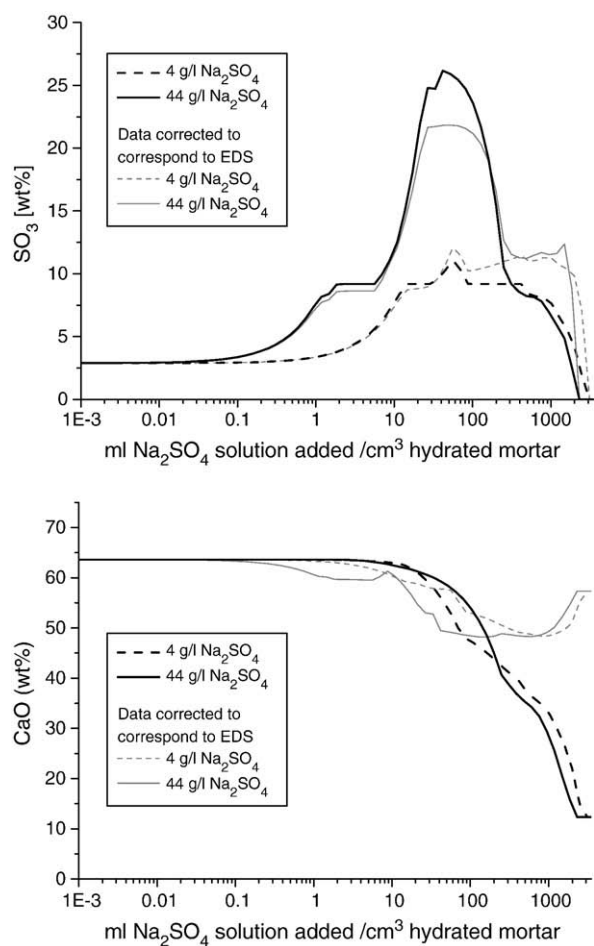 30
25
20
15
10
5
0
SO₃ [wt%]
4 g/l Na₂SO₄
44 g/l Na₂SO₄
Data corrected to
correspond to EDS
4 g/l Na₂SO₄
44 g/l Na₂SO₄
1E-3 0.01 0.1 1 10 100 1000
ml Na₂SO₄ solution added /cm³ hydrated mortar
70
60
50
40
30
20
10
0
CaO (wt%)
4 g/l Na₂SO₄
44 g/l Na₂SO₄
Data corrected to
correspond to EDS
4 g/l Na₂SO₄
44 g/l Na₂SO₄
1E-3 0.01 0.1 1 10 100 1000
ml Na₂SO₄ solution added /cm³ hydrated mortar